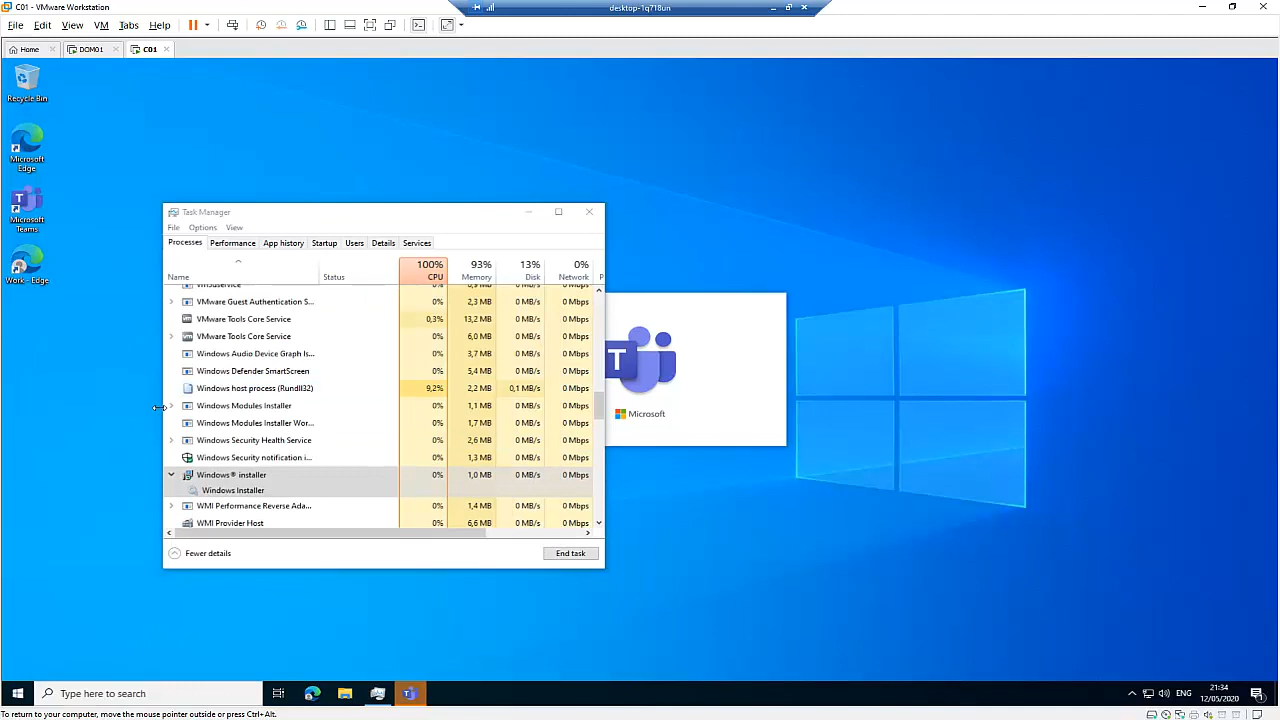 C01 - VMware Workstation
desktop-1q718un
File Edit View VM Tabs Help
Home
DOM01
C01
Recycle Bin
Microsoft
Edge
Microsoft
Teams
Work - Edge
Task Manager
File Options View
Processes Performance App history Startup Users Details Services
100% 93% 13% 0%
Name Status CPU Memory Disk Network P
VMware Guest Authentication S... 0% 2,3 MB 0 MB/s 0 Mbps
VMware Tools Core Service 0,3% 13,2 MB 0 MB/s 0 Mbps
VMware Tools Core Service 0% 6,0 MB 0 MB/s 0 Mbps
Windows Audio Device Graph Is... 0% 3,7 MB 0 MB/s 0 Mbps
Windows Defender SmartScreen 0% 5,4 MB 0 MB/s 0 Mbps
Windows host process (Rundll32) 9,2% 2,2 MB 0,1 MB/s 0 Mbps
Windows Modules Installer 0% 1,1 MB 0 MB/s 0 Mbps
Windows Modules Installer Wor... 0% 1,7 MB 0 MB/s 0 Mbps
Windows Security Health Service 0% 2,6 MB 0 MB/s 0 Mbps
Windows Security notification i... 0% 1,3 MB 0 MB/s 0 Mbps
Windows® installer 0% 1,0 MB 0 MB/s 0 Mbps
Windows Installer
WMI Performance Reverse Ada... 0% 1,4 MB 0 MB/s 0 Mbps
WMI Provider Host 0% 6,6 MB 0 MB/s 0 Mbps
Fewer details
End task
T
Microsoft
Type here to search
ENG
21:34
12/05/2020
To return to your computer, move the mouse pointer outside or press Ctrl+Alt.